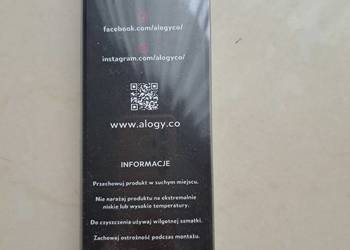 facebook.com/alogyco/
instagram.com/alogyco/
www.alogy.co
INFORMACJE
Przechowuj produkt w suchym miejscu.
Nie narażaj produktu na ekstremalnie
niskie lub wysokie temperatury.
Do czyszczenia używaj wilgotnej szmatki.
Zachowaj ostrożność podczas montażu.